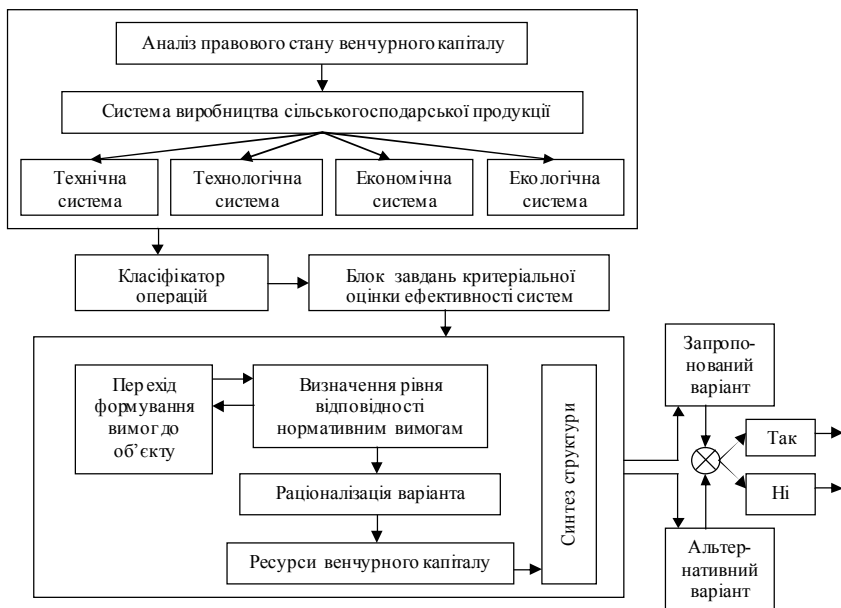 Аналіз правового стану венчурного капіталу
Система виробництва сільськогосподарської продукції
Технічна
система
Технологічна
система
Економічна
система
Екологічна
система
Класіфікатор
операцій
Блок завдань критеріальної
оцінки ефективності систем
Перехід
формування
вимог до
об’єкту
Визначення рівня
відповідності
нормативним вимогам
Раціоналізація варіанта
Ресурси венчурного капіталу
Синтез структури
Запропо-
нований
варіант
Так
Ні
Альтер-
нативний
варіант